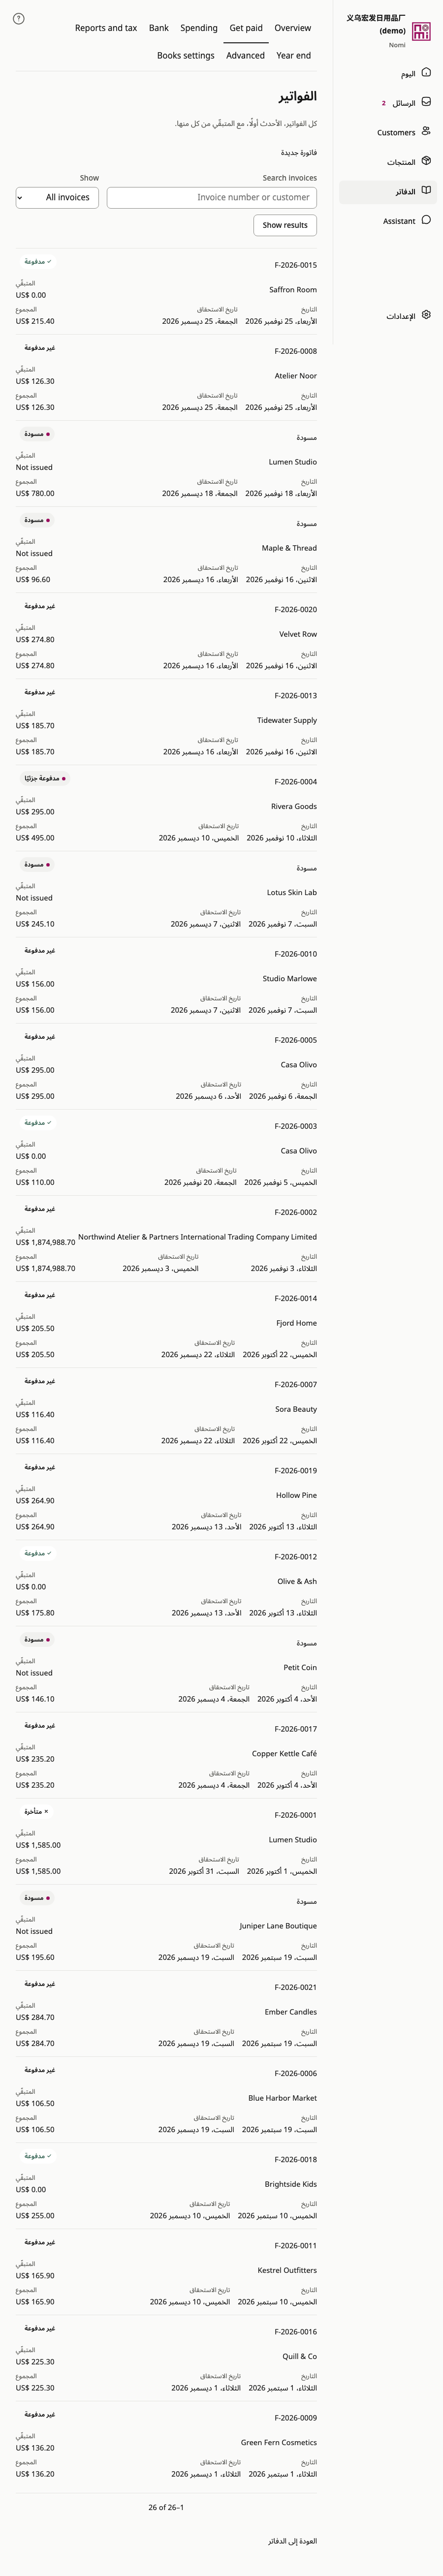 义乌宏发日用品厂
(demo)
Nomi
اليوم
الرسائل 2
Customers
المنتجات
الدفاتر
Assistant
الإعدادات
?
Overview
Get paid
Spending
Bank
Reports and tax
Year end
Advanced
Books settings
الفواتير
كل الفواتير، الأحدث أولًا، مع المتبقّي من كل منها.
فاتورة جديدة
Search invoices
Invoice number or customer
Show
All invoices
Show results
F-2026-0015
✓ مدفوعة
Saffron Room
المتبقّي
US$ 0.00
التاريخ
الأربعاء، 25 نوفمبر 2026
تاريخ الاستحقاق
الجمعة، 25 ديسمبر 2026
المجموع
US$ 215.40
F-2026-0008
غير مدفوعة
Atelier Noor
المتبقّي
US$ 126.30
التاريخ
الأربعاء، 25 نوفمبر 2026
تاريخ الاستحقاق
الجمعة، 25 ديسمبر 2026
المجموع
US$ 126.30
مسودة
مسودة
Lumen Studio
المتبقّي
Not issued
التاريخ
الأربعاء، 18 نوفمبر 2026
تاريخ الاستحقاق
الجمعة، 18 ديسمبر 2026
المجموع
US$ 780.00
مسودة
مسودة
Maple & Thread
المتبقّي
Not issued
التاريخ
الاثنين، 16 نوفمبر 2026
تاريخ الاستحقاق
الأربعاء، 16 ديسمبر 2026
المجموع
US$ 96.60
F-2026-0020
غير مدفوعة
Velvet Row
المتبقّي
US$ 274.80
التاريخ
الاثنين، 16 نوفمبر 2026
تاريخ الاستحقاق
الأربعاء، 16 ديسمبر 2026
المجموع
US$ 274.80
F-2026-0013
غير مدفوعة
Tidewater Supply
المتبقّي
US$ 185.70
التاريخ
الاثنين، 16 نوفمبر 2026
تاريخ الاستحقاق
الأربعاء، 16 ديسمبر 2026
المجموع
US$ 185.70
F-2026-0004
مدفوعة جزئيًا
Rivera Goods
المتبقّي
US$ 295.00
التاريخ
الثلاثاء، 10 نوفمبر 2026
تاريخ الاستحقاق
الخميس، 10 ديسمبر 2026
المجموع
US$ 495.00
مسودة
مسودة
Lotus Skin Lab
المتبقّي
Not issued
التاريخ
السبت، 7 نوفمبر 2026
تاريخ الاستحقاق
الاثنين، 7 ديسمبر 2026
المجموع
US$ 245.10
F-2026-0010
غير مدفوعة
Studio Marlowe
المتبقّي
US$ 156.00
التاريخ
السبت، 7 نوفمبر 2026
تاريخ الاستحقاق
الاثنين، 7 ديسمبر 2026
المجموع
US$ 156.00
F-2026-0005
غير مدفوعة
Casa Olivo
المتبقّي
US$ 295.00
التاريخ
الجمعة، 6 نوفمبر 2026
تاريخ الاستحقاق
الأحد، 6 ديسمبر 2026
المجموع
US$ 295.00
F-2026-0003
✓ مدفوعة
Casa Olivo
المتبقّي
US$ 0.00
التاريخ
الخميس، 5 نوفمبر 2026
تاريخ الاستحقاق
الجمعة، 20 نوفمبر 2026
المجموع
US$ 110.00
F-2026-0002
غير مدفوعة
Northwind Atelier & Partners International Trading Company Limited
المتبقّي
US$ 1,874,988.70
التاريخ
الثلاثاء، 3 نوفمبر 2026
تاريخ الاستحقاق
الخميس، 3 ديسمبر 2026
المجموع
US$ 1,874,988.70
F-2026-0014
غير مدفوعة
Fjord Home
المتبقّي
US$ 205.50
التاريخ
الخميس، 22 أكتوبر 2026
تاريخ الاستحقاق
الثلاثاء، 22 ديسمبر 2026
المجموع
US$ 205.50
F-2026-0007
غير مدفوعة
Sora Beauty
المتبقّي
US$ 116.40
التاريخ
الخميس، 22 أكتوبر 2026
تاريخ الاستحقاق
الثلاثاء، 22 ديسمبر 2026
المجموع
US$ 116.40
F-2026-0019
غير مدفوعة
Hollow Pine
المتبقّي
US$ 264.90
التاريخ
الثلاثاء، 13 أكتوبر 2026
تاريخ الاستحقاق
الأحد، 13 ديسمبر 2026
المجموع
US$ 264.90
F-2026-0012
✓ مدفوعة
Olive & Ash
المتبقّي
US$ 0.00
التاريخ
الثلاثاء، 13 أكتوبر 2026
تاريخ الاستحقاق
الأحد، 13 ديسمبر 2026
المجموع
US$ 175.80
مسودة
مسودة
Petit Coin
المتبقّي
Not issued
التاريخ
الأحد، 4 أكتوبر 2026
تاريخ الاستحقاق
الجمعة، 4 ديسمبر 2026
المجموع
US$ 146.10
F-2026-0017
غير مدفوعة
Copper Kettle Café
المتبقّي
US$ 235.20
التاريخ
الأحد، 4 أكتوبر 2026
تاريخ الاستحقاق
الجمعة، 4 ديسمبر 2026
المجموع
US$ 235.20
F-2026-0001
× متأخرة
Lumen Studio
المتبقّي
US$ 1,585.00
التاريخ
الخميس، 1 أكتوبر 2026
تاريخ الاستحقاق
السبت، 31 أكتوبر 2026
المجموع
US$ 1,585.00
مسودة
مسودة
Juniper Lane Boutique
المتبقّي
Not issued
التاريخ
السبت، 19 سبتمبر 2026
تاريخ الاستحقاق
السبت، 19 ديسمبر 2026
المجموع
US$ 195.60
F-2026-0021
غير مدفوعة
Ember Candles
المتبقّي
US$ 284.70
التاريخ
السبت، 19 سبتمبر 2026
تاريخ الاستحقاق
السبت، 19 ديسمبر 2026
المجموع
US$ 284.70
F-2026-0006
غير مدفوعة
Blue Harbor Market
المتبقّي
US$ 106.50
التاريخ
السبت، 19 سبتمبر 2026
تاريخ الاستحقاق
السبت، 19 ديسمبر 2026
المجموع
US$ 106.50
F-2026-0018
✓ مدفوعة
Brightside Kids
المتبقّي
US$ 0.00
التاريخ
الخميس، 10 سبتمبر 2026
تاريخ الاستحقاق
الخميس، 10 ديسمبر 2026
المجموع
US$ 255.00
F-2026-0011
غير مدفوعة
Kestrel Outfitters
المتبقّي
US$ 165.90
التاريخ
الخميس، 10 سبتمبر 2026
تاريخ الاستحقاق
الخميس، 10 ديسمبر 2026
المجموع
US$ 165.90
F-2026-0016
غير مدفوعة
Quill & Co
المتبقّي
US$ 225.30
التاريخ
الثلاثاء، 1 سبتمبر 2026
تاريخ الاستحقاق
الثلاثاء، 1 ديسمبر 2026
المجموع
US$ 225.30
F-2026-0009
غير مدفوعة
Green Fern Cosmetics
المتبقّي
US$ 136.20
التاريخ
الثلاثاء، 1 سبتمبر 2026
تاريخ الاستحقاق
الثلاثاء، 1 ديسمبر 2026
المجموع
US$ 136.20
26 of 26–1
العودة إلى الدفاتر